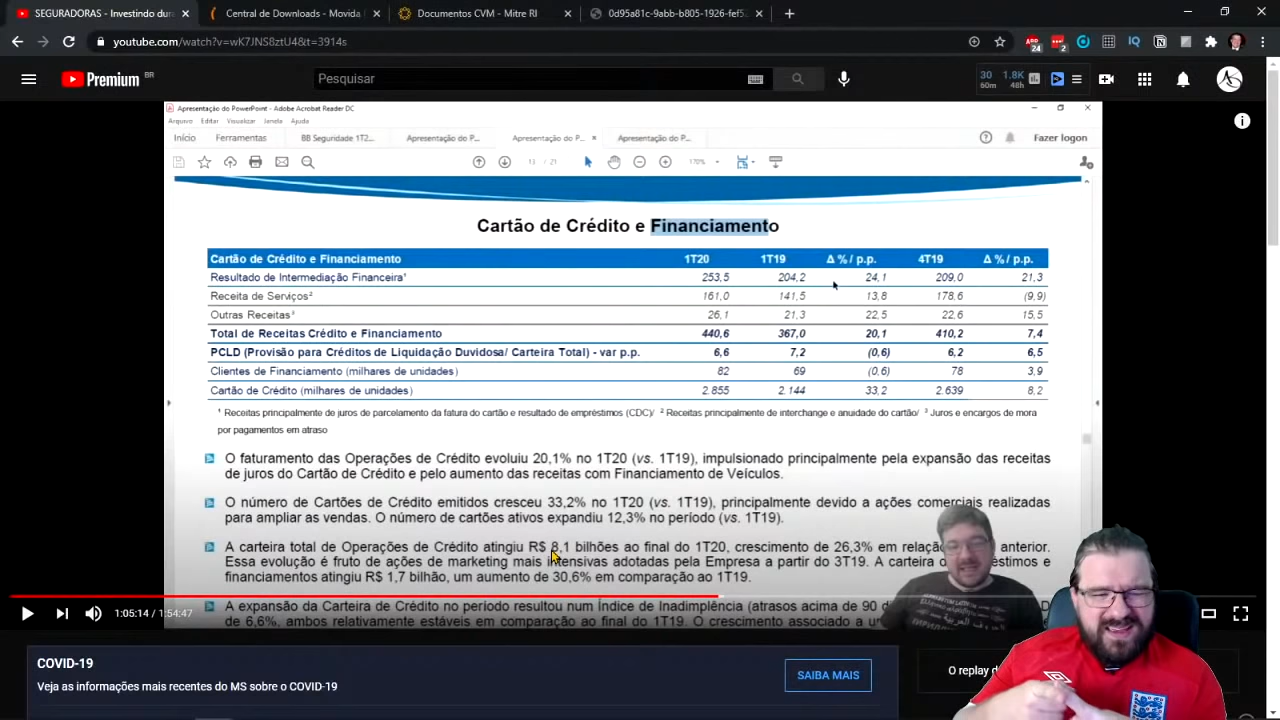 SEGURADORAS - Investindo dura
Central de Downloads - Movida
Documentos CVM - Mitre RI
0d95a81c-9abb-b805-1926-fef5
youtube.com/watch?v=wK7JNS8ztU4&t=3914s
24
2
IQ
Premium BR
Pesquisar
30 1.8K
60m 48h
Apresentação do PowerPoint - Adobe Acrobat Reader DC
Arquivo Editar Visualizar Janela Ajuda
Início Ferramentas BB Seguridade 1T2... Apresentação do P... Apresentação do P... Apresentação do P... Fazer logon
13 / 21 170%
Cartão de Crédito e Financiamento
Cartão de Crédito e Financiamento 1T20 1T19 Δ % / p.p. 4T19 Δ % / p.p.
Resultado de Intermediação Financeira¹ 253,5 204,2 24,1 209,0 21,3
Receita de Serviços² 161,0 141,5 13,8 178,6 (9,9)
Outras Receitas³ 26,1 21,3 22,5 22,6 15,5
Total de Receitas Crédito e Financiamento 440,6 367,0 20,1 410,2 7,4
PCLD (Provisão para Créditos de Liquidação Duvidosa/ Carteira Total) - var p.p. 6,6 7,2 (0,6) 6,2 6,5
Clientes de Financiamento (milhares de unidades) 82 69 (0,6) 78 3,9
Cartão de Crédito (milhares de unidades) 2.855 2.144 33,2 2.639 8,2
¹ Receitas principalmente de juros de parcelamento da fatura do cartão e resultado de empréstimos (CDC)/ ² Receitas principalmente de interchange e anuidade do cartão/ ³ Juros e encargos de mora
por pagamentos em atraso
O faturamento das Operações de Crédito evoluiu 20,1% no 1T20 (vs. 1T19), impulsionado principalmente pela expansão das receitas
de juros do Cartão de Crédito e pelo aumento das receitas com Financiamento de Veículos.
O número de Cartões de Crédito emitidos cresceu 33,2% no 1T20 (vs. 1T19), principalmente devido a ações comerciais realizadas
para ampliar as vendas. O número de cartões ativos expandiu 12,3% no período (vs. 1T19).
A carteira total de Operações de Crédito atingiu R$ 8,1 bilhões ao final do 1T20, crescimento de 26,3% em relação anterior.
Essa evolução é fruto de ações de marketing mais intensivas adotadas pela Empresa a partir do 3T19. A carteira e
financiamentos atingiu R$ 1,7 bilhão, um aumento de 30,6% em comparação ao 1T19.
A expansão da Carteira de Crédito no período resultou num Índice de Inadimplência (atrasos acima de 90
de 6,6%, ambos relativamente estáveis em comparação ao final do 1T19. O crescimento associado a
1:05:14 / 1:54:47
COVID-19
Veja as informações mais recentes do MS sobre o COVID-19
SAIBA MAIS
O replay